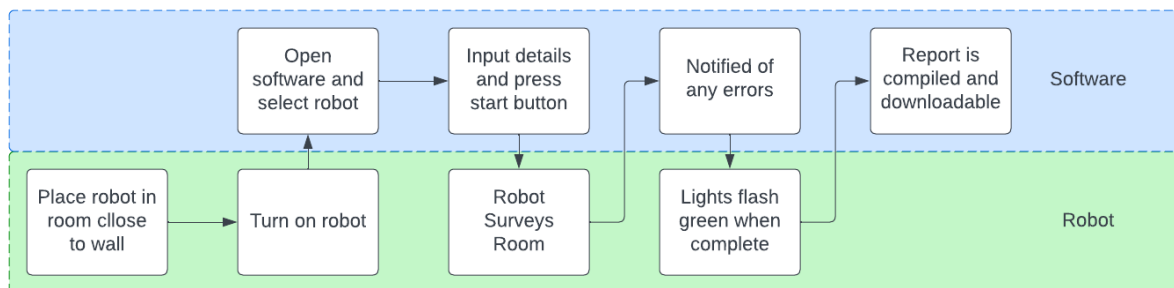 Open
software and
select robot
Input details
and press
start button
Notified of
any errors
Report is
compiled and
downloadable
Software
Place robot in
room cllose
to wall
Turn on robot
Robot
Surveys
Room
Lights flash
green when
complete
Robot